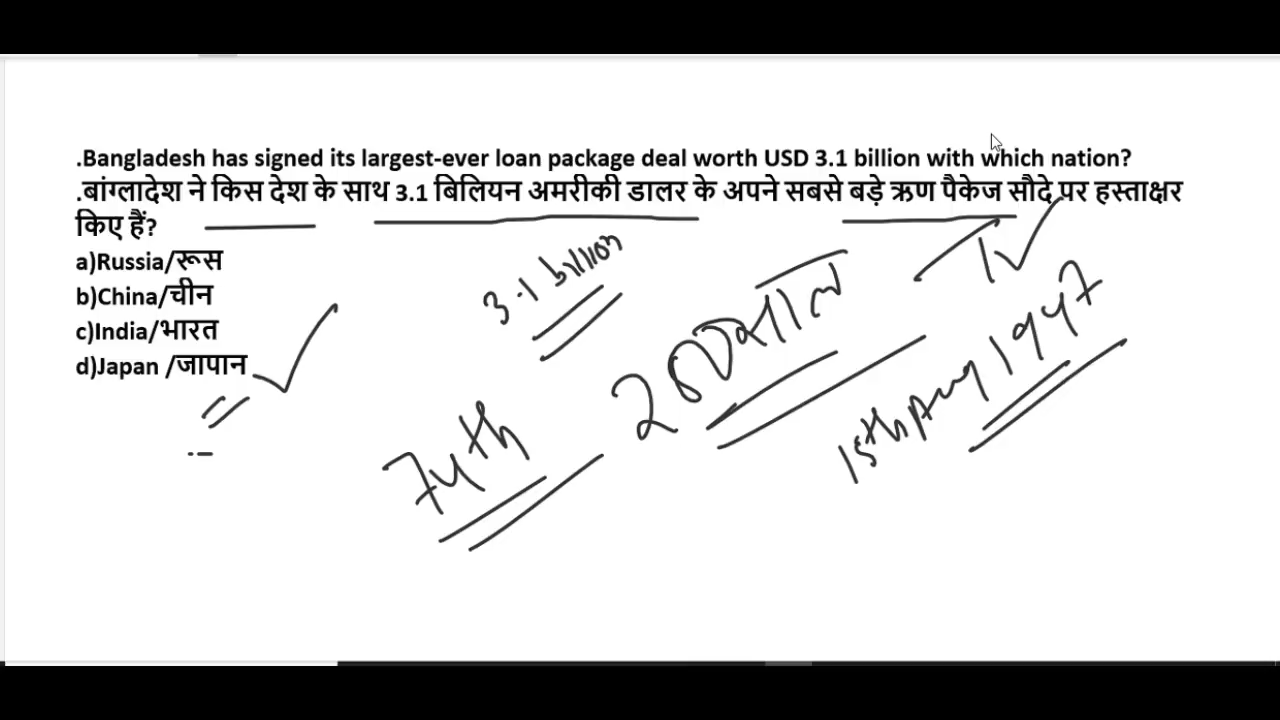 .Bangladesh has signed its largest-ever loan package deal worth USD 3.1 billion with which nation?
.बांग्लादेश ने किस देश के साथ 3.1 बिलियन अमरीकी डालर के अपने सबसे बड़े ऋण पैकेज सौदे पर हस्ताक्षर
किए हैं?
a)Russia/रूस
b)China/चीन
c)India/भारत
d)Japan /जापान
3.1 billion
74th
200 साल
15th Aug 1947